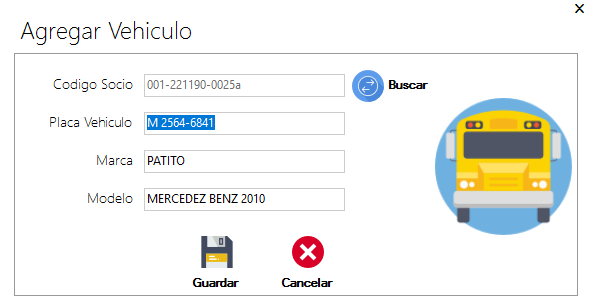 Agregar Vehiculo
Codigo Socio 001-221190-0025a Buscar
Placa Vehiculo M 2564-6841
Marca PATITO
Modelo MERCEDEZ BENZ 2010
Guardar Cancelar